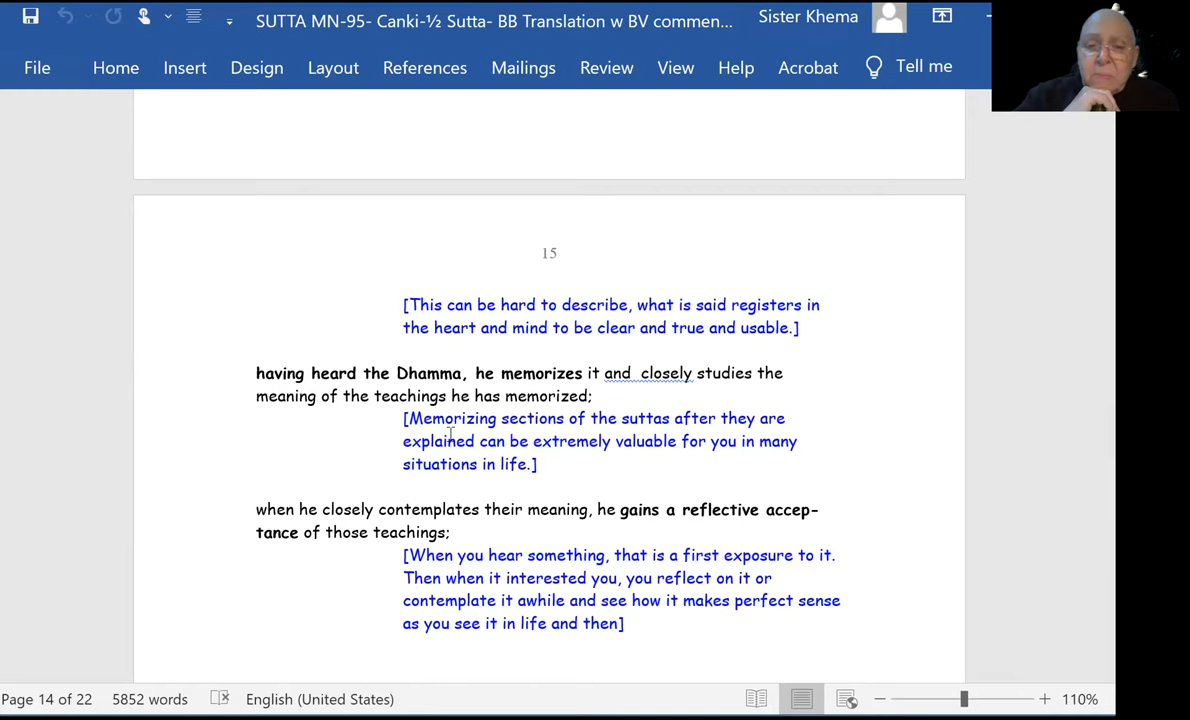 SUTTA MN-95- Canki-½ Sutta- BB Translation w BV commen...
Sister Khema
File Home Insert Design Layout References Mailings Review View Help Acrobat Tell me
15
[This can be hard to describe, what is said registers in
the heart and mind to be clear and true and usable.]
having heard the Dhamma, he memorizes it and  closely studies the
meaning of the teachings he has memorized;
[Memorizing sections of the suttas after they are
explained can be extremely valuable for you in many
situations in life.]
when he closely contemplates their meaning, he gains a reflective accep-
tance of those teachings;
[When you hear something, that is a first exposure to it.
Then when it interested you, you reflect on it or
contemplate it awhile and see how it makes perfect sense
as you see it in life and then]
Page 14 of 22 5852 words English (United States) 110%